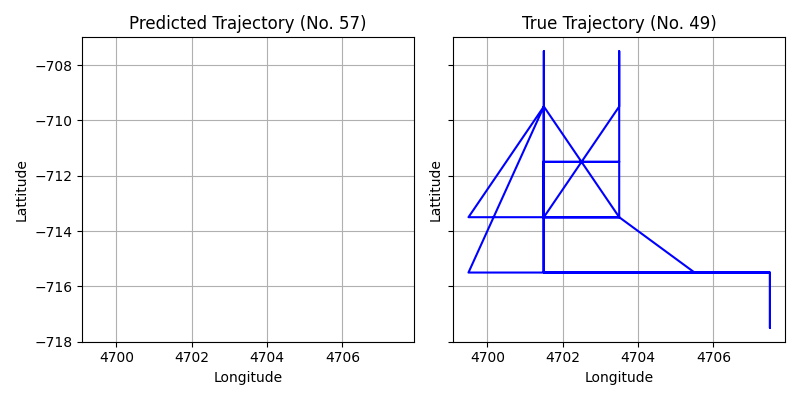 Predicted Trajectory (No. 57)
True Trajectory (No. 49)
−708
−710
−712
−714
−716
−718
Lattitude
Lattitude
4700 4702 4704 4706
4700 4702 4704 4706
Longitude
Longitude